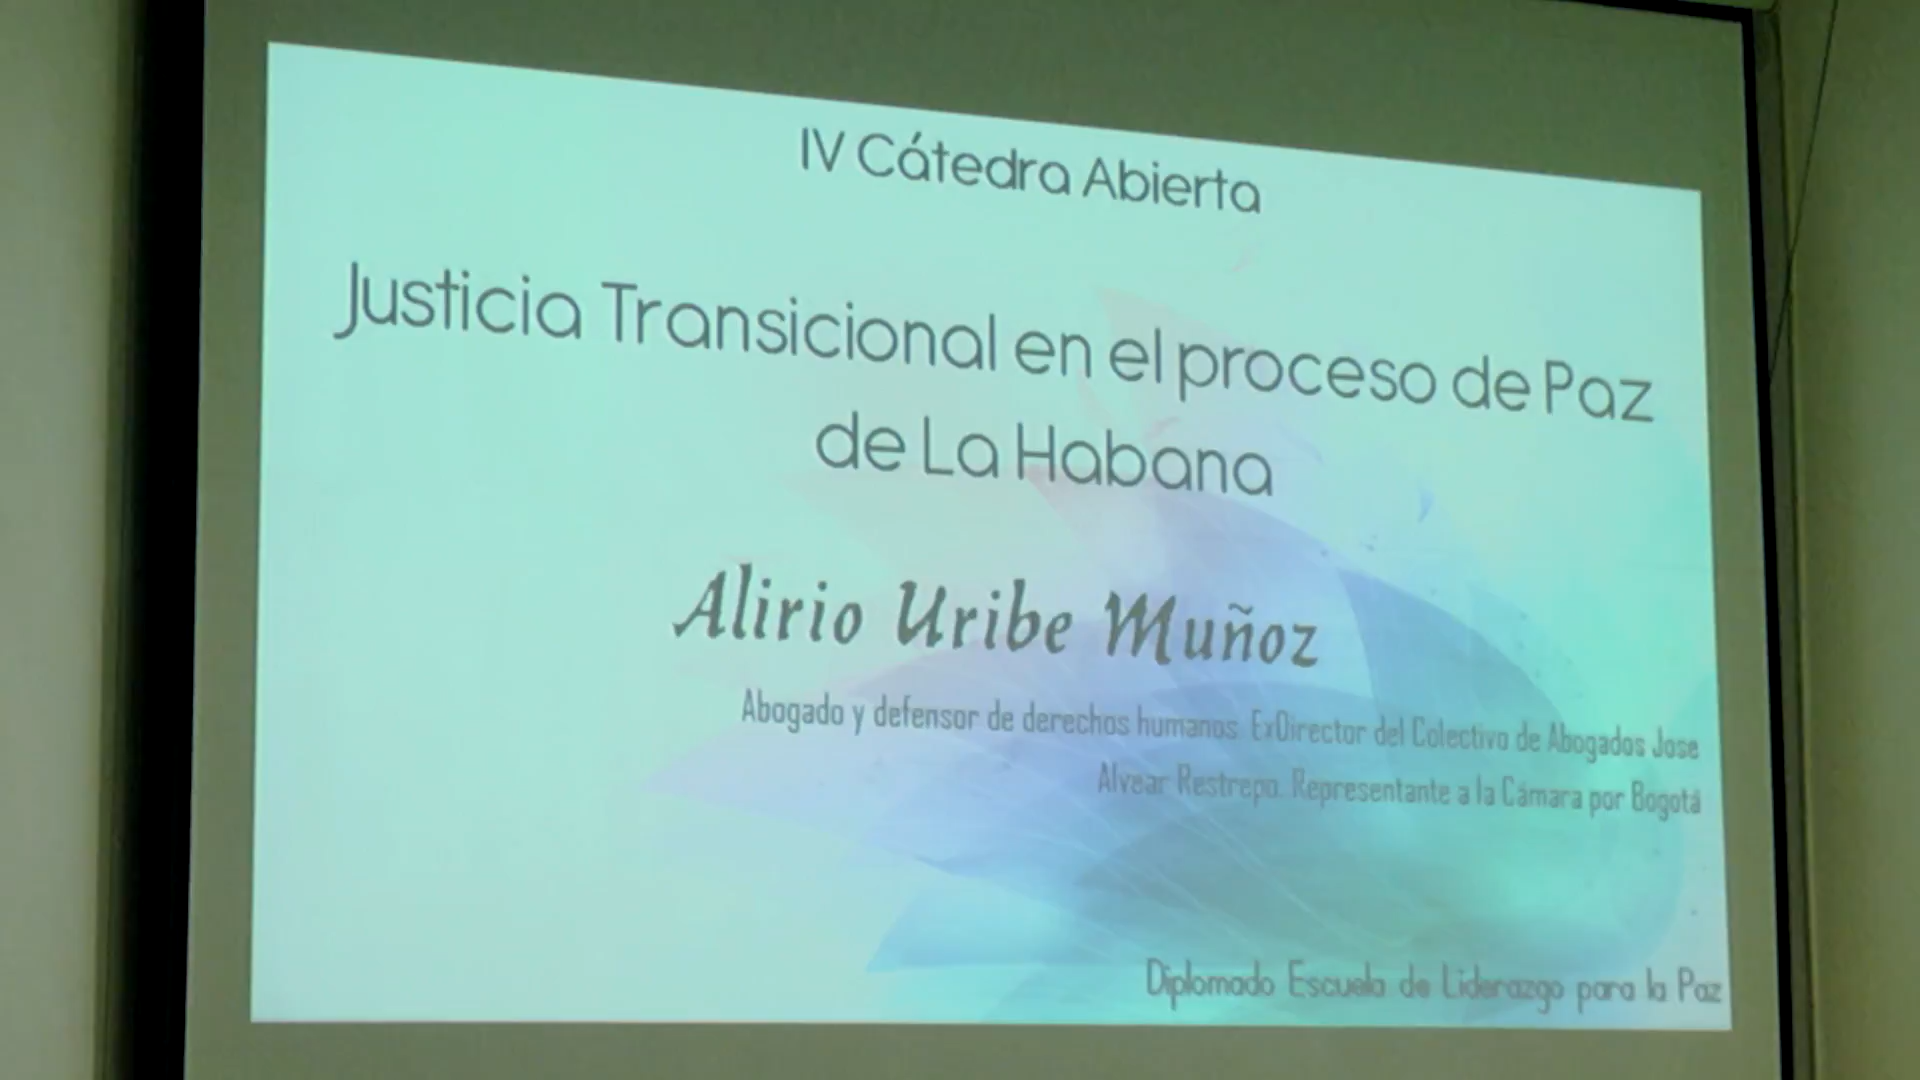 IV Cátedra Abierta
Justicia Transicional en el proceso de Paz
de La Habana
Alirio Uribe Muñoz
Abogado y defensor de derechos humanos. ExDirector del Colectivo de Abogados Jose
Alvear Restrepo. Representante a la Cámara por Bogotá
Diplomado Escuela de Liderazgo para la Paz